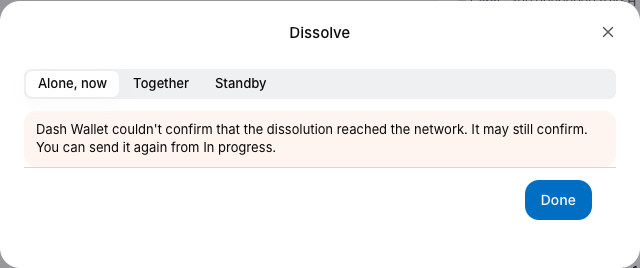 Dissolve
Alone, now
Together
Standby
Dash Wallet couldn't confirm that the dissolution reached the network. It may still confirm.
You can send it again from In progress.
Done